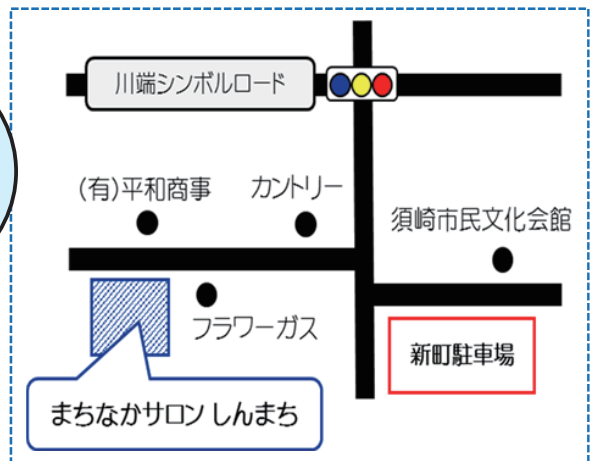 川端シンボルロード
(有)平和商事
カントリー
須崎市民文化会館
フラワーガス
新町駐車場
まちなかサロン しんまち